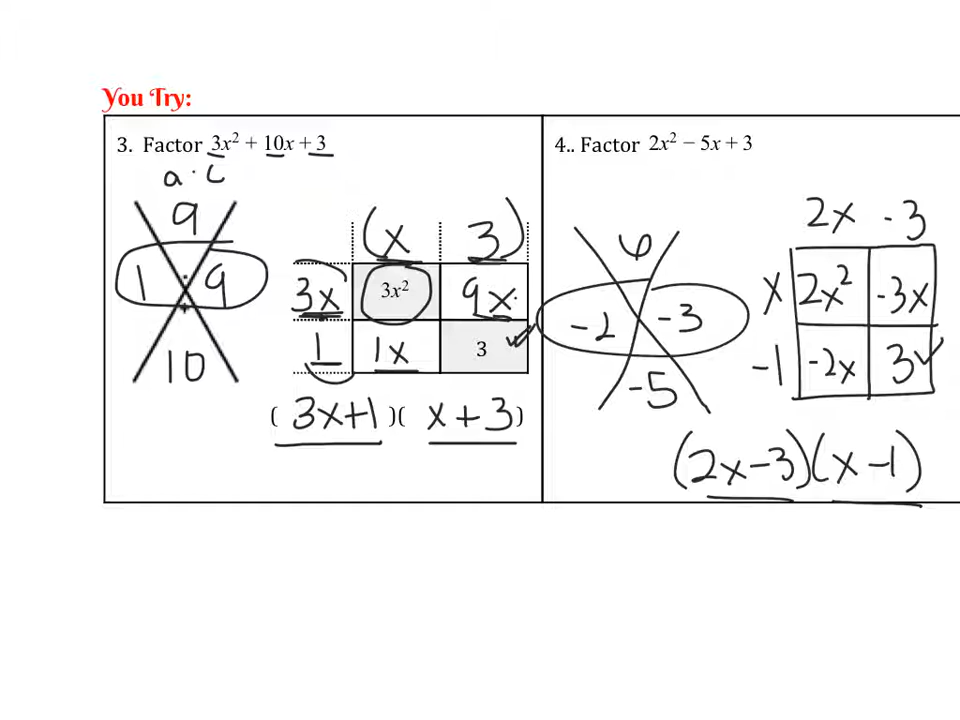 You Try:
3. Factor 3x² + 10x + 3
a · c
9
1 9
10
(x 3)
3x 3x² 9x
1 1x 3 ✓
( 3x+1 )( x+3 )
4.. Factor 2x² − 5x + 3
6
-2 -3
-5
2x -3
x 2x² -3x
-1 -2x 3 ✓
(2x-3)(x-1)